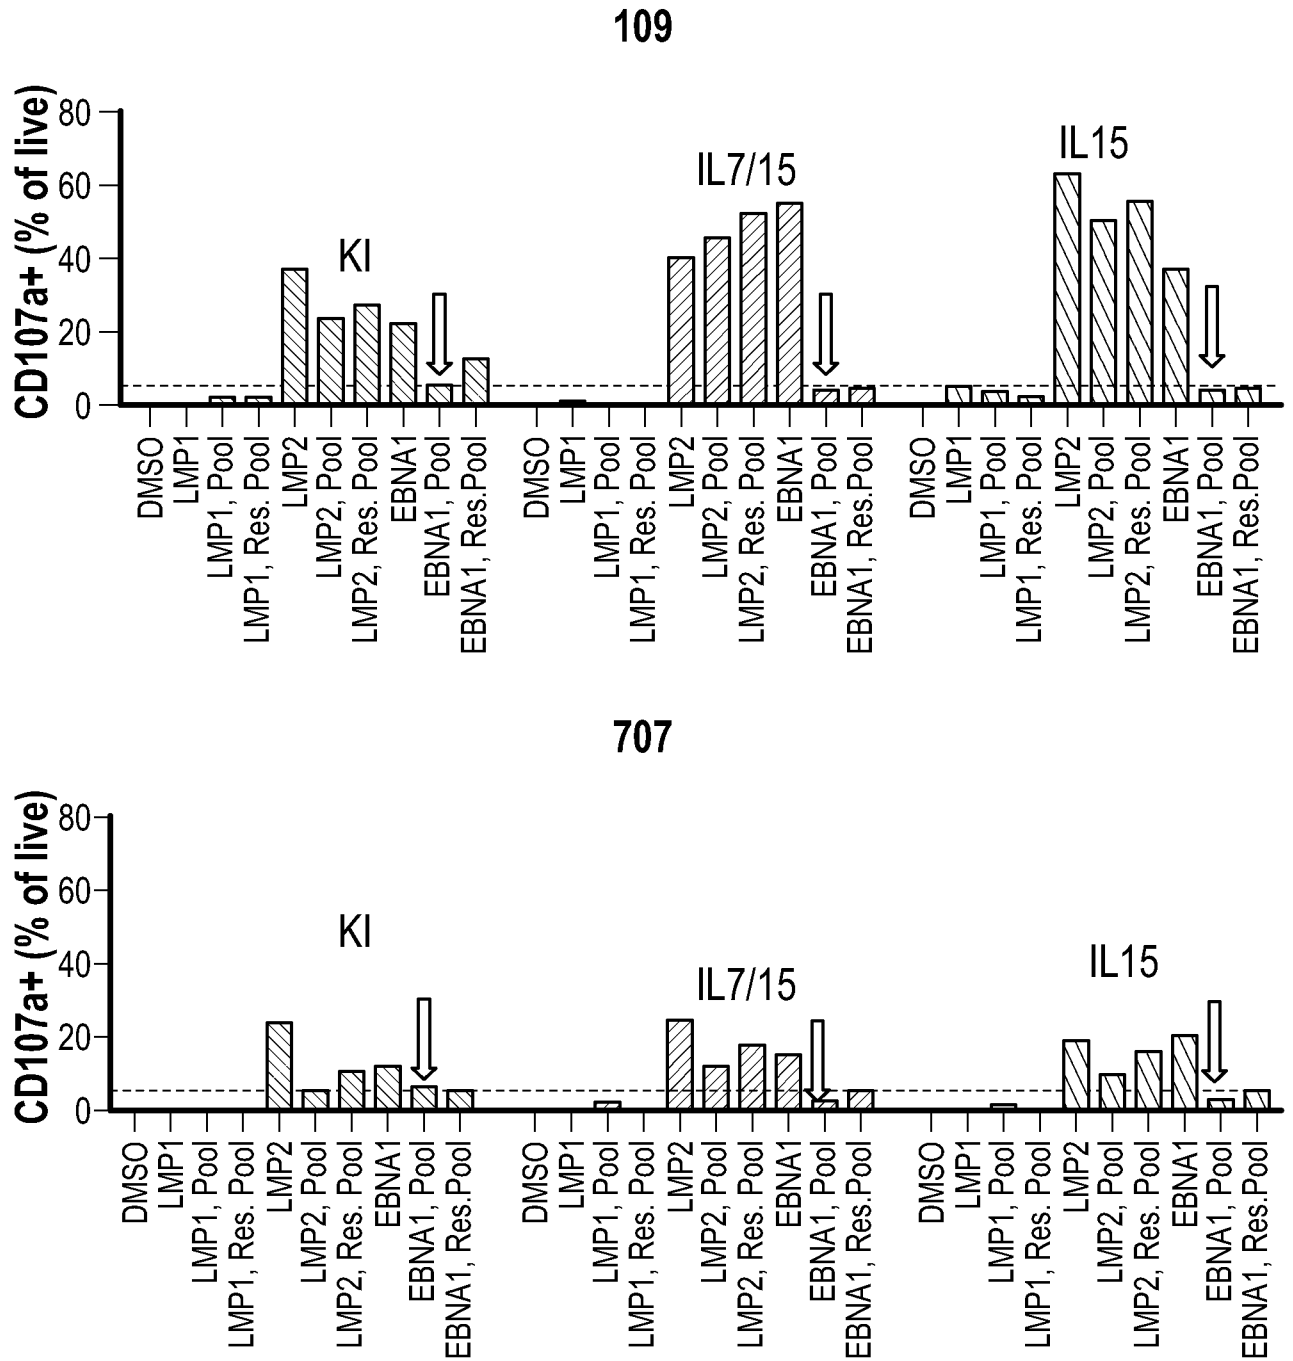 109
CD107a+ (% of live)
80
60
40
20
0
KI
IL7/15
IL15
DMSO
LMP1
LMP1, Pool
LMP1, Res. Pool
LMP2
LMP2, Pool
LMP2, Res. Pool
EBNA1
EBNA1, Pool
EBNA1, Res.Pool
DMSO
LMP1
LMP1, Pool
LMP1, Res. Pool
LMP2
LMP2, Pool
LMP2, Res. Pool
EBNA1
EBNA1, Pool
EBNA1, Res.Pool
DMSO
LMP1
LMP1, Pool
LMP1, Res. Pool
LMP2
LMP2, Pool
LMP2, Res. Pool
EBNA1
EBNA1, Pool
EBNA1, Res.Pool
707
CD107a+ (% of live)
80
60
40
20
0
KI
IL7/15
IL15
DMSO
LMP1
LMP1, Pool
LMP1, Res. Pool
LMP2
LMP2, Pool
LMP2, Res. Pool
EBNA1
EBNA1, Pool
EBNA1, Res.Pool
DMSO
LMP1
LMP1, Pool
LMP1, Res. Pool
LMP2
LMP2, Pool
LMP2, Res. Pool
EBNA1
EBNA1, Pool
EBNA1, Res.Pool
DMSO
LMP1
LMP1, Pool
LMP1, Res. Pool
LMP2
LMP2, Pool
LMP2, Res. Pool
EBNA1
EBNA1, Pool
EBNA1, Res.Pool